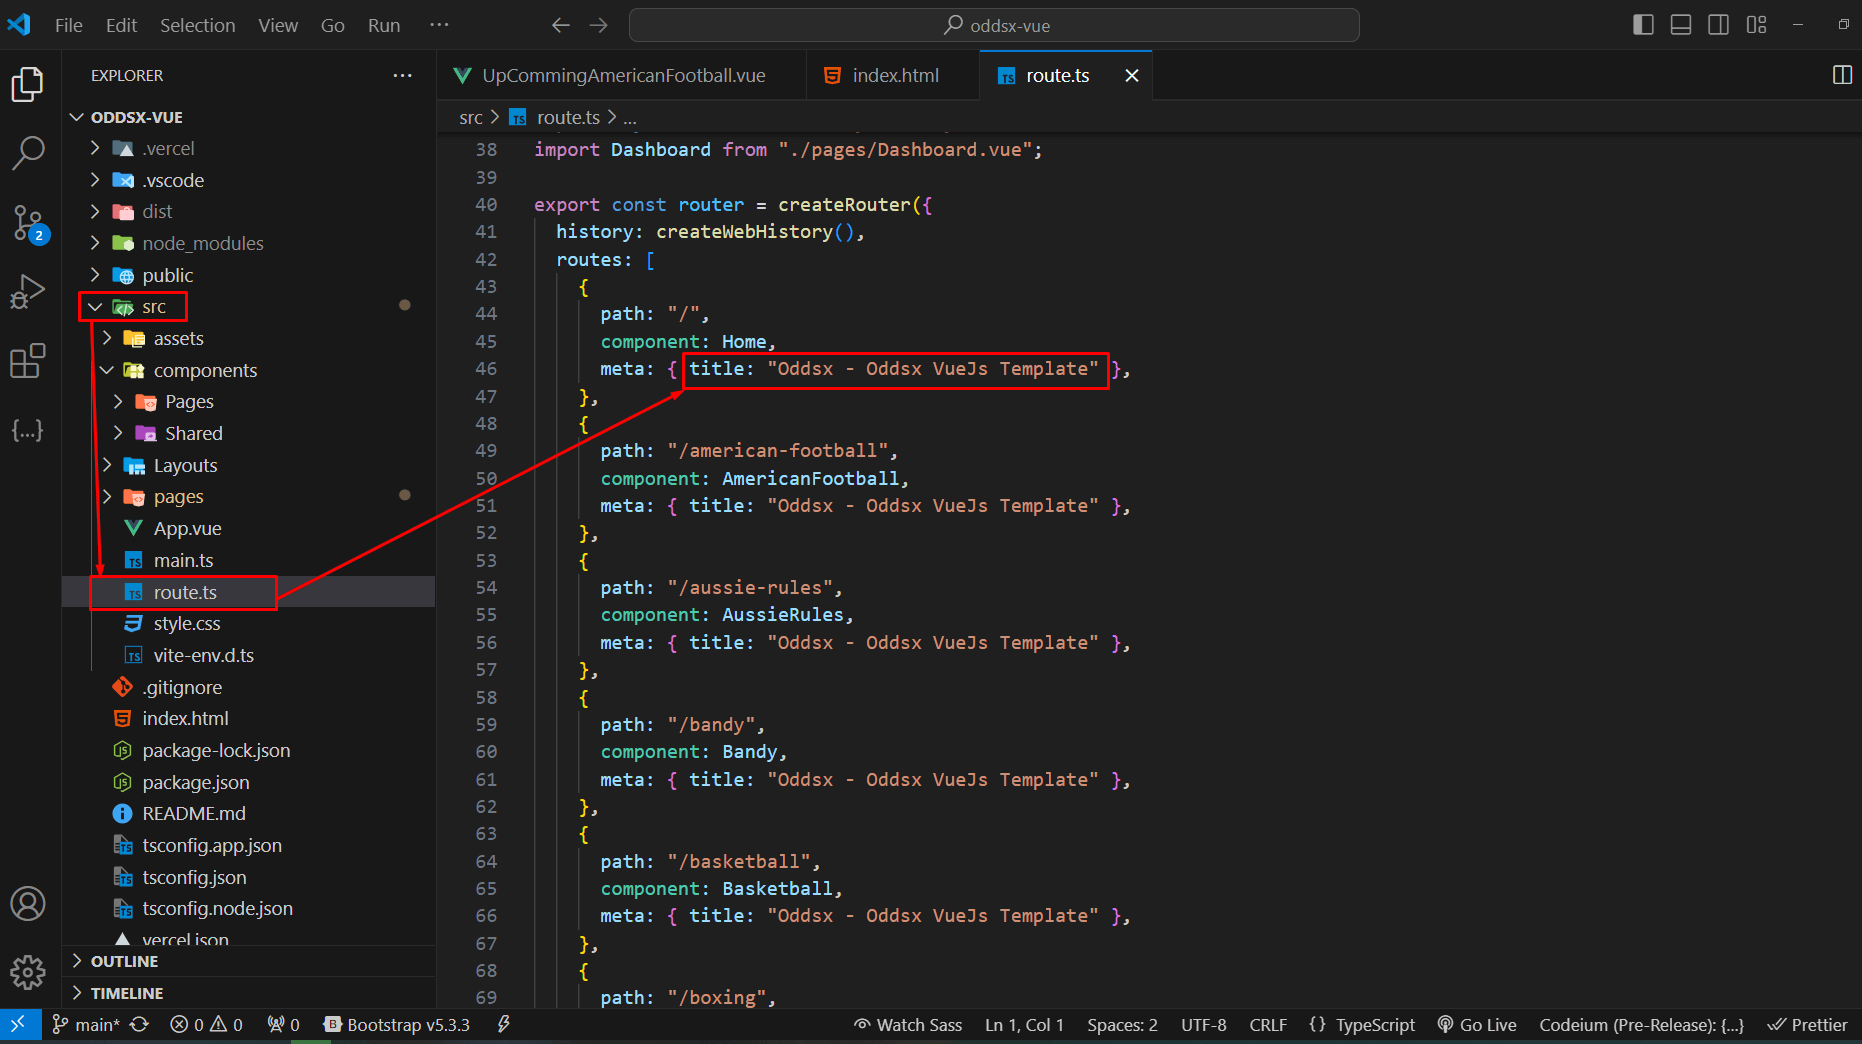 File Edit Selection View Go Run ··· oddsx-vue
EXPLORER ···
UpCommingAmericanFootball.vue
index.html
TS route.ts
src > TS route.ts > ...
ODDSX-VUE
.vercel
.vscode
dist
node_modules
public
src
assets
components
Pages
Shared
Layouts
pages
App.vue
TS main.ts
TS route.ts
style.css
TS vite-env.d.ts
.gitignore
index.html
package-lock.json
package.json
README.md
tsconfig.app.json
tsconfig.json
tsconfig.node.json
vercel.json
OUTLINE
TIMELINE
2
{...}
38 import Dashboard from "./pages/Dashboard.vue";
39
40 export const router = createRouter({
41 history: createWebHistory(),
42 routes: [
43 {
44 path: "/",
45 component: Home,
46 meta: { title: "Oddsx - Oddsx VueJs Template" },
47 },
48 {
49 path: "/american-football",
50 component: AmericanFootball,
51 meta: { title: "Oddsx - Oddsx VueJs Template" },
52 },
53 {
54 path: "/aussie-rules",
55 component: AussieRules,
56 meta: { title: "Oddsx - Oddsx VueJs Template" },
57 },
58 {
59 path: "/bandy",
60 component: Bandy,
61 meta: { title: "Oddsx - Oddsx VueJs Template" },
62 },
63 {
64 path: "/basketball",
65 component: Basketball,
66 meta: { title: "Oddsx - Oddsx VueJs Template" },
67 },
68 {
69 path: "/boxing",
main* 0 0 0 B Bootstrap v5.3.3 Watch Sass Ln 1, Col 1 Spaces: 2 UTF-8 CRLF {} TypeScript Go Live Codeium (Pre-Release): {...} Prettier